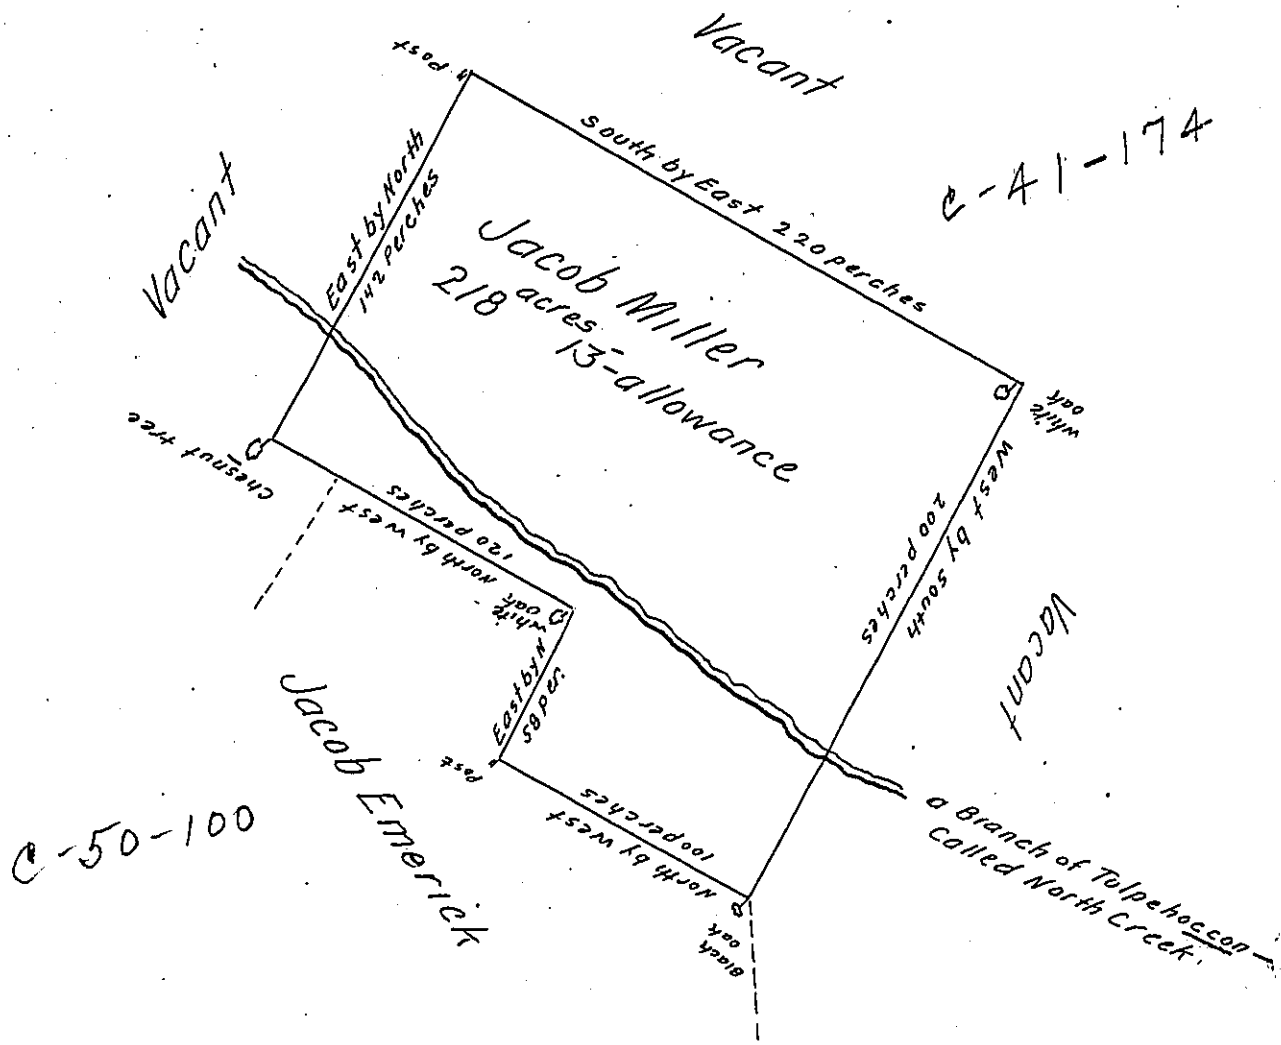 Vacant
Post
South by East 220 perches
C-41-174
East by North
142 perches
Vacant
Jacob Miller
218 acres-
13-allowance
white
oak
West by South
200 perches
Chesnut tree
120 perches
North by West
white
oak
East by N
58 per.
Post
100 perches
North by West
Black
oak
Vacant
Jacob Emerick
C-50-100
a Branch of Tulpehoccon
Called North Creek